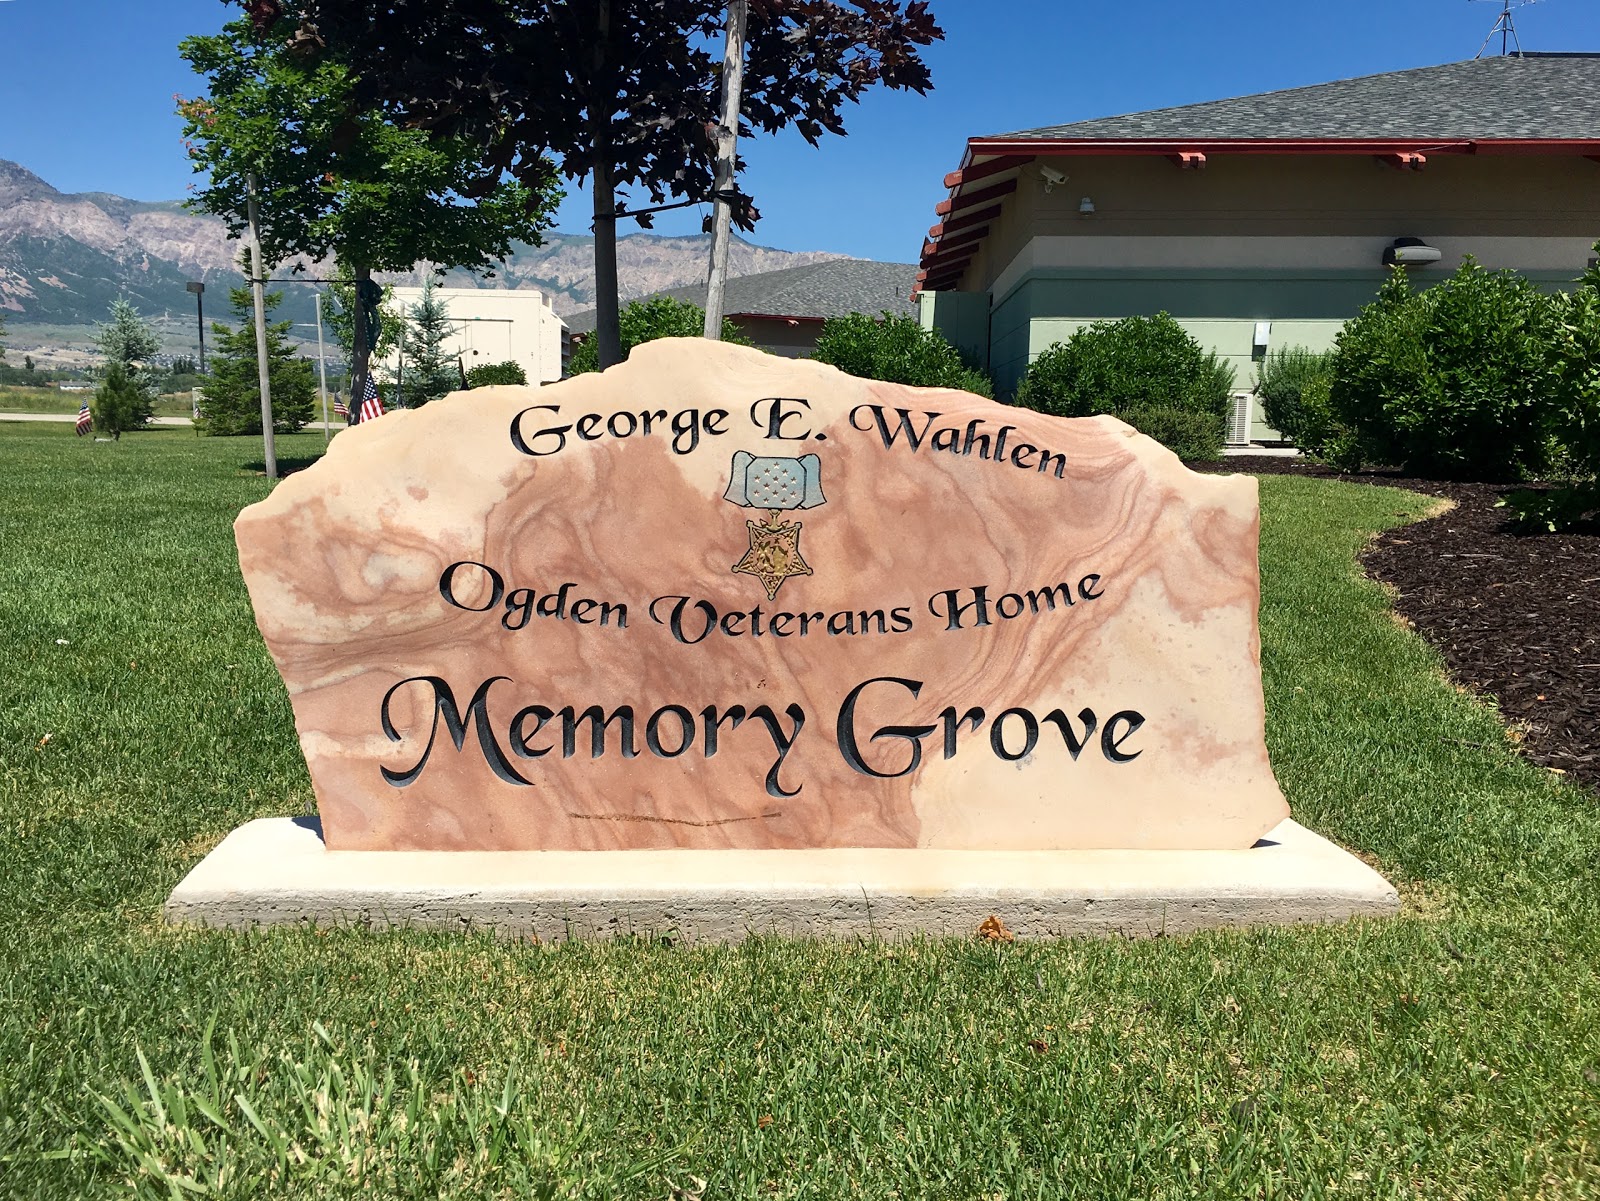 George E. Wahlen
Ogden Veterans Home
Memory Grove